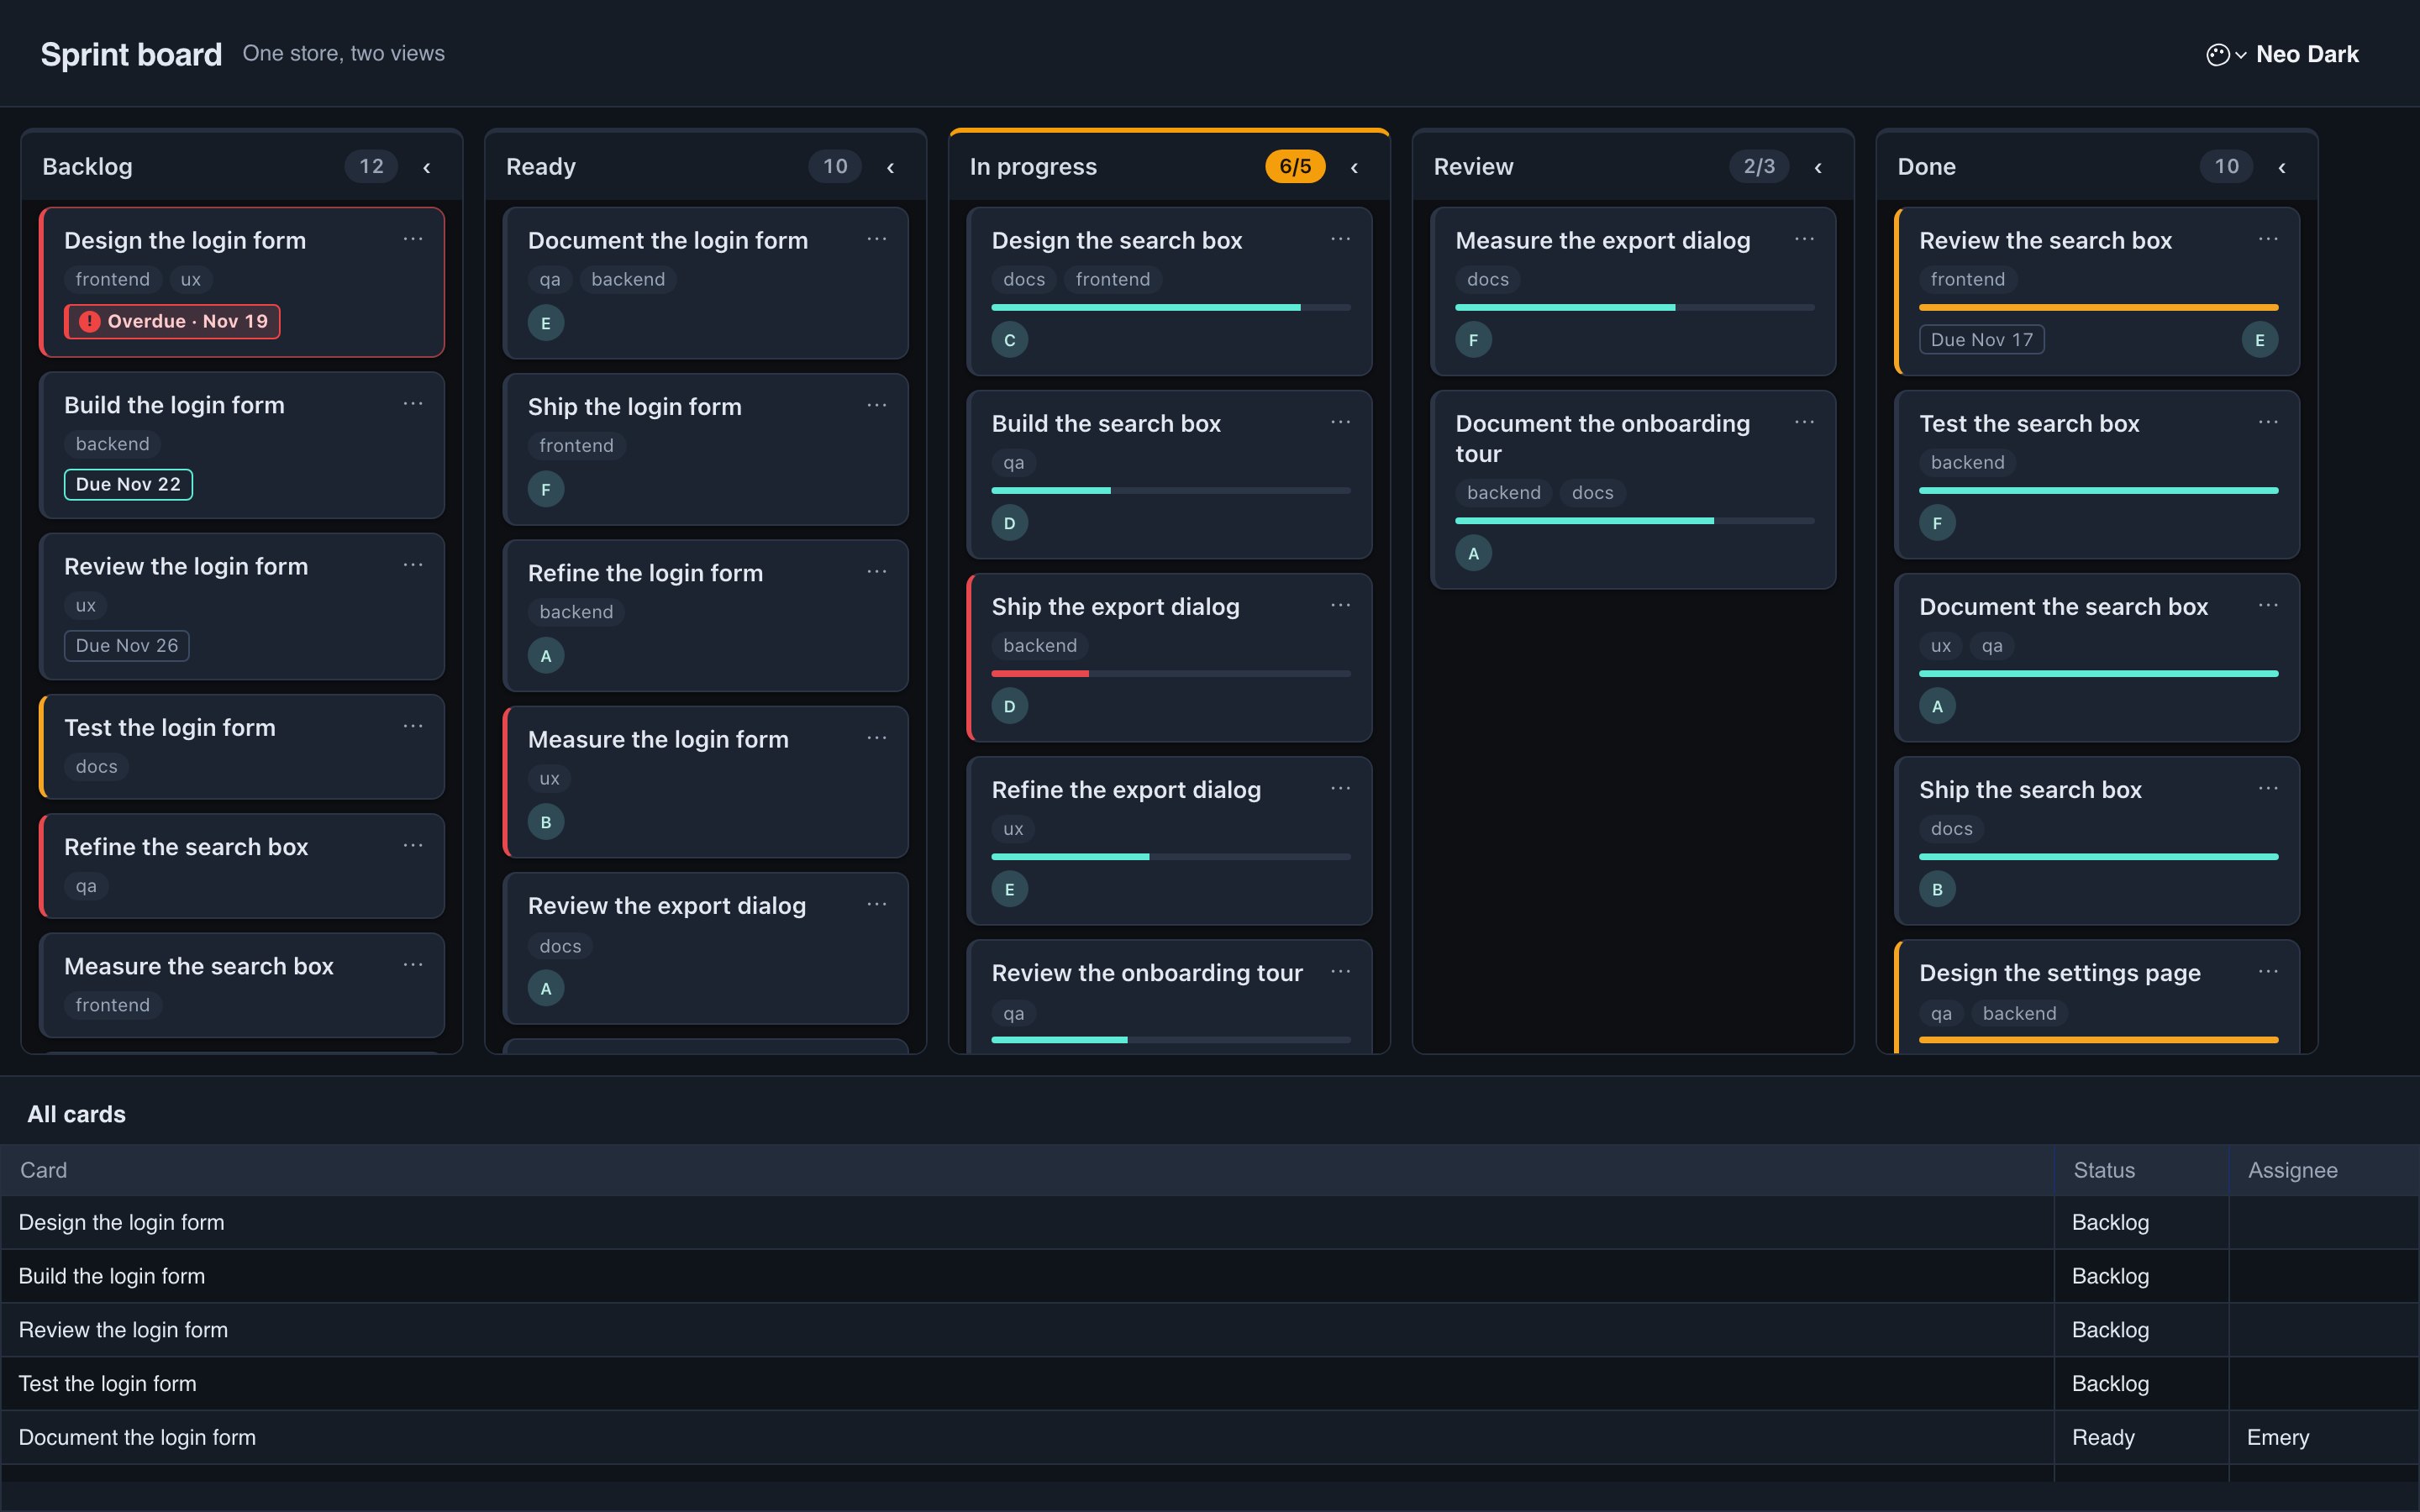 Sprint board One store, two views
Neo Dark
Backlog 12
Design the login form
frontend ux
! Overdue · Nov 19
Build the login form
backend
Due Nov 22
Review the login form
ux
Due Nov 26
Test the login form
docs
Refine the search box
qa
Measure the search box
frontend
Ready 10
Document the login form
qa backend
E
Ship the login form
frontend
F
Refine the login form
backend
A
Measure the login form
ux
B
Review the export dialog
docs
A
In progress 6/5
Design the search box
docs frontend
C
Build the search box
qa
D
Ship the export dialog
backend
D
Refine the export dialog
ux
E
Review the onboarding tour
qa
Review 2/3
Measure the export dialog
docs
F
Document the onboarding
tour
backend docs
A
Done 10
Review the search box
frontend
Due Nov 17 E
Test the search box
backend
F
Document the search box
ux qa
A
Ship the search box
docs
B
Design the settings page
qa backend
All cards
Card Status Assignee
Design the login form Backlog
Build the login form Backlog
Review the login form Backlog
Test the login form Backlog
Document the login form Ready Emery